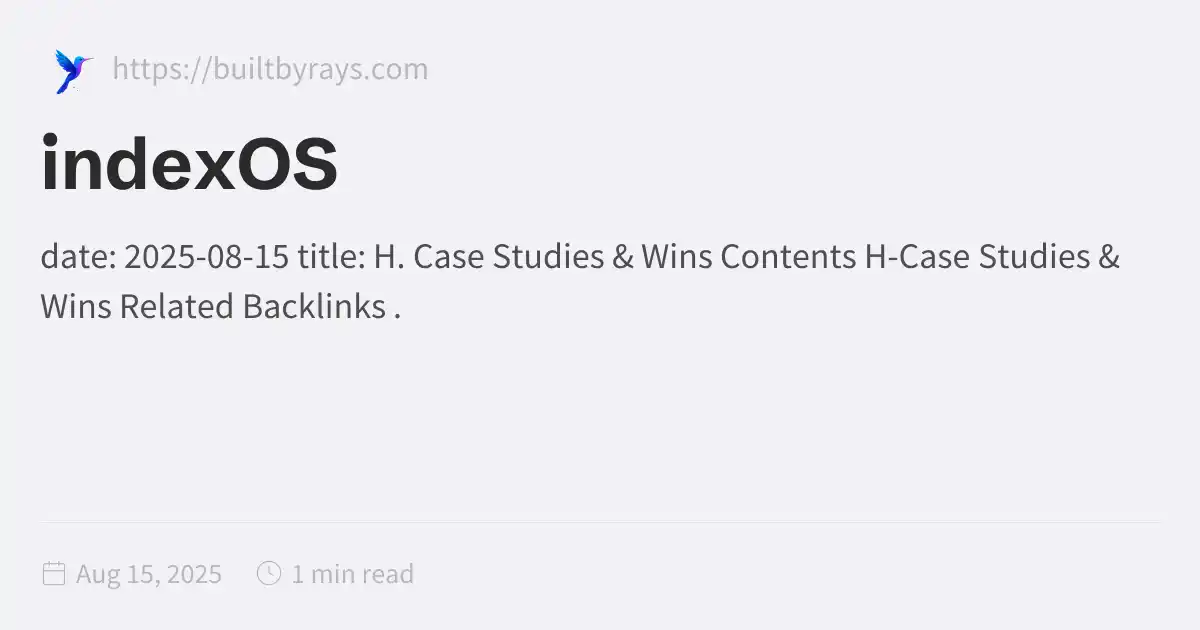 https://builtbyrays.com
indexOS
date: 2025-08-15 title: H. Case Studies & Wins Contents H-Case Studies &
Wins Related Backlinks .
Aug 15, 2025 1 min read